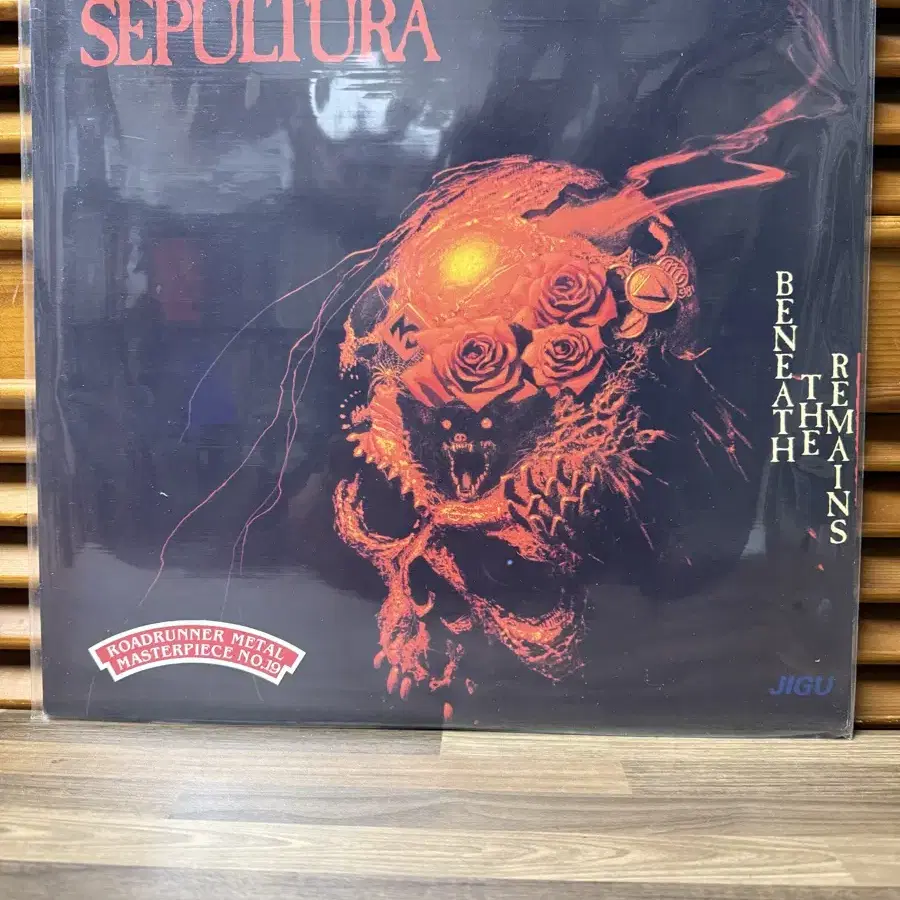 SEPULTURA
BENEATH
THE
REMAINS
ROADRUNNER METAL
MASTERPIECE NO.19
JIGU